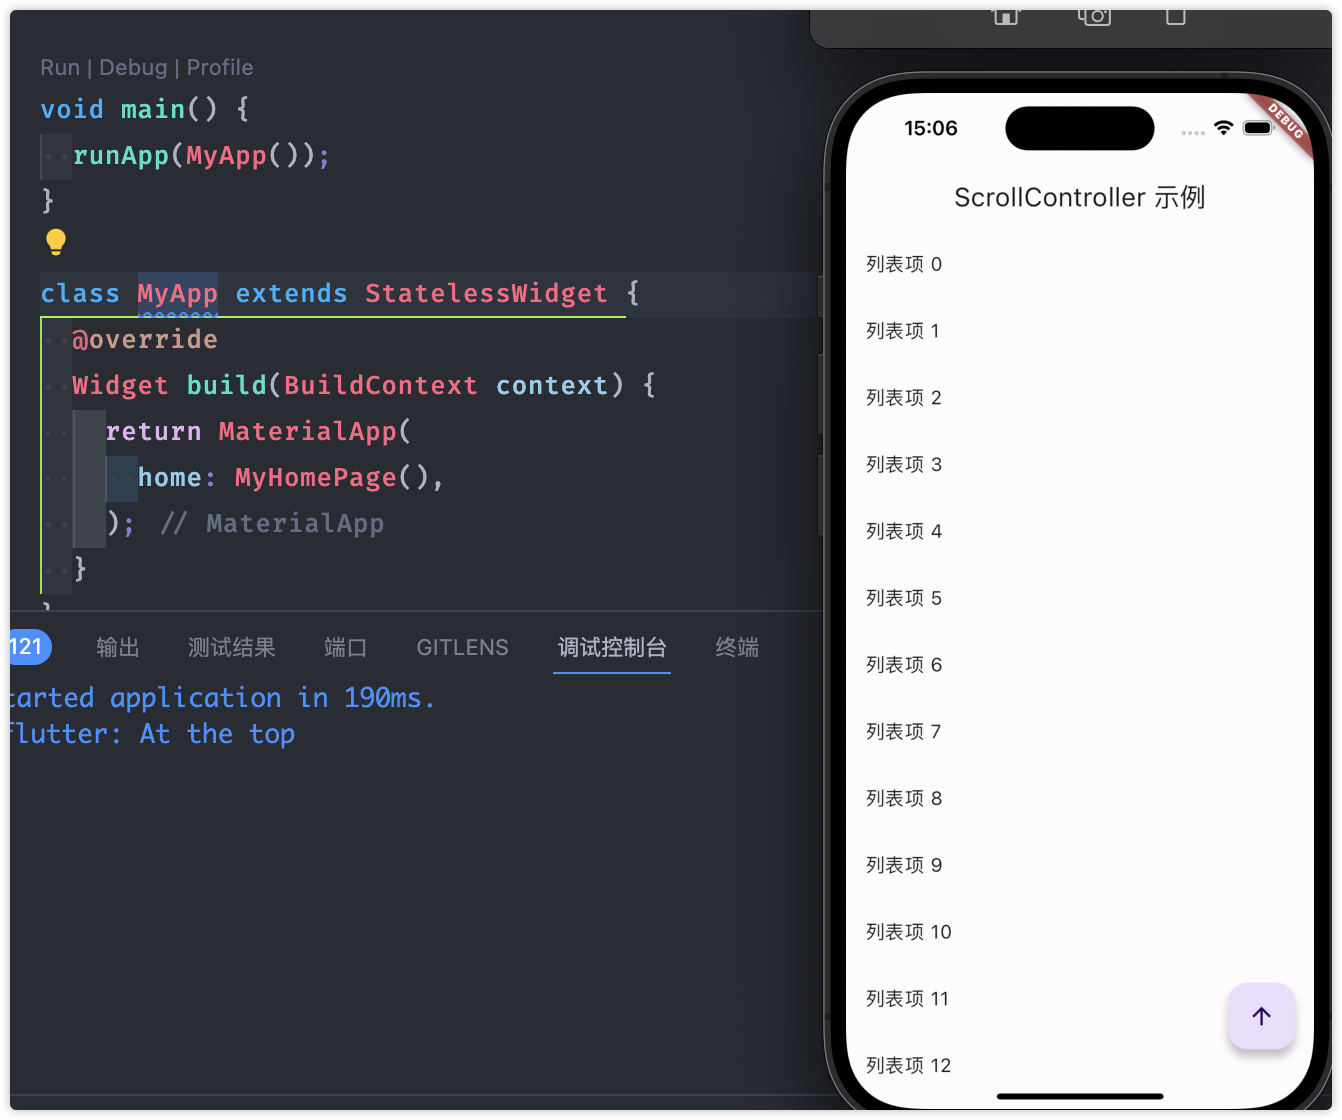 Run | Debug | Profile
void main() {
runApp(MyApp());
}
class MyApp extends StatelessWidget {
@override
Widget build(BuildContext context) {
return MaterialApp(
home: MyHomePage(),
); // MaterialApp
}
}
121 输出 测试结果 端口 GITLENS 调试控制台 终端
tarted application in 190ms.
flutter: At the top
15:06
DEBUG
ScrollController 示例
列表项 0
列表项 1
列表项 2
列表项 3
列表项 4
列表项 5
列表项 6
列表项 7
列表项 8
列表项 9
列表项 10
列表项 11
列表项 12